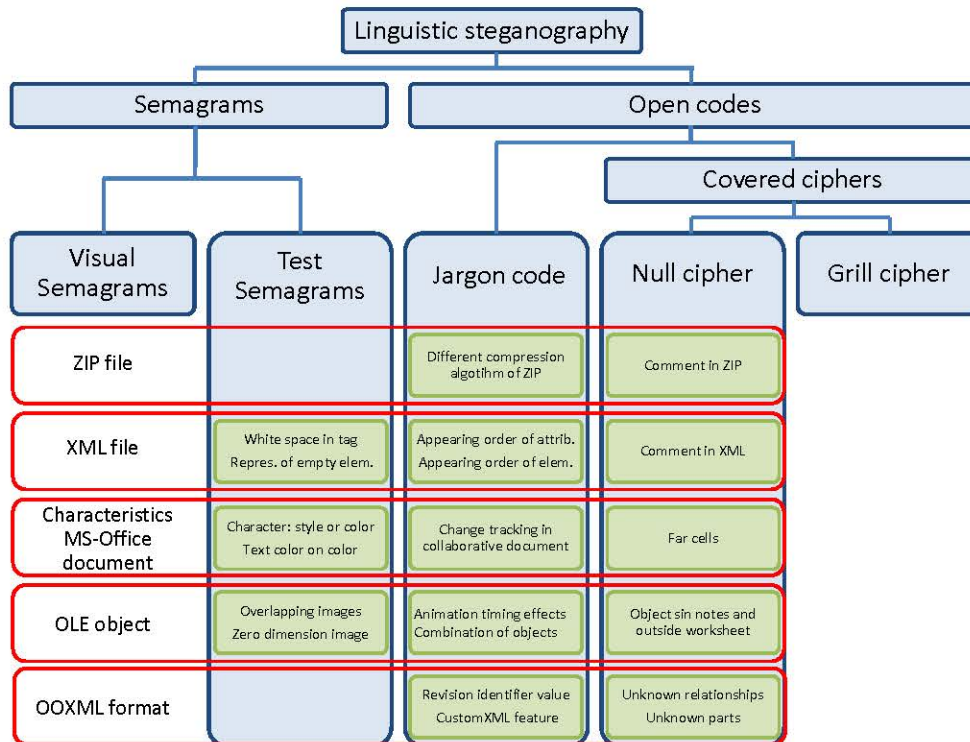 Linguistic steganography
Semagrams
Open codes
Covered ciphers
Visual
Semagrams
Test
Semagrams
Jargon code
Null cipher
Grill cipher
ZIP file
Different compression
algotihm of ZIP
Comment in ZIP
XML file
White space in tag
Repres. of empty elem.
Appearing order of attrib.
Appearing order of elem.
Comment in XML
Characteristics
MS-Office
document
Character: style or color
Text color on color
Change tracking in
collaborative document
Far cells
OLE object
Overlapping images
Zero dimension image
Animation timing effects
Combination of objects
Object sin notes and
outside worksheet
OOXML format
Revision identifier value
CustomXML feature
Unknown relationships
Unknown parts